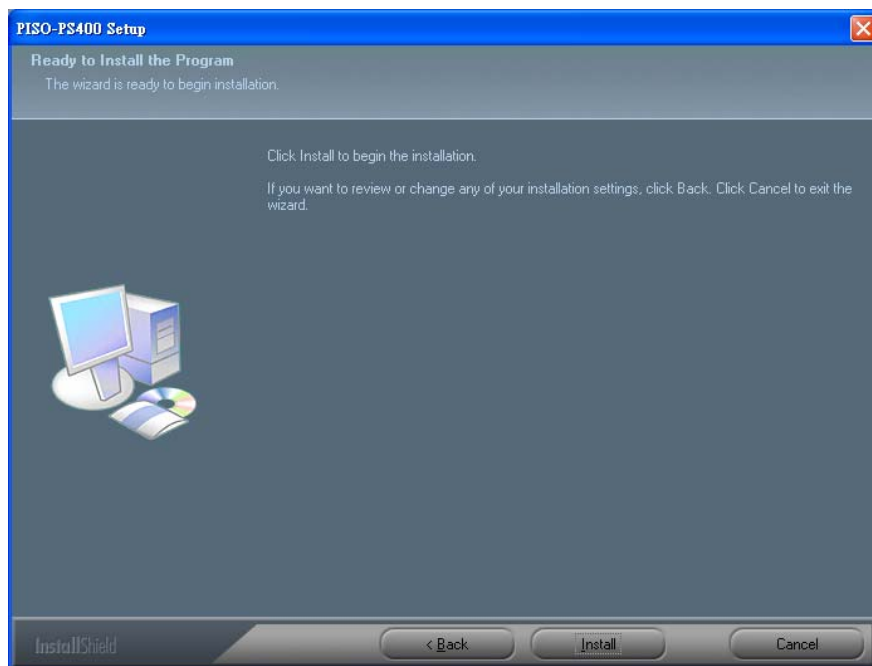 PISO-PS400 Setup
Ready to Install the Program
The wizard is ready to begin installation.
Click Install to begin the installation.
If you want to review or change any of your installation settings, click Back. Click Cancel to exit the
wizard.
InstallShield
< Back
Install
Cancel